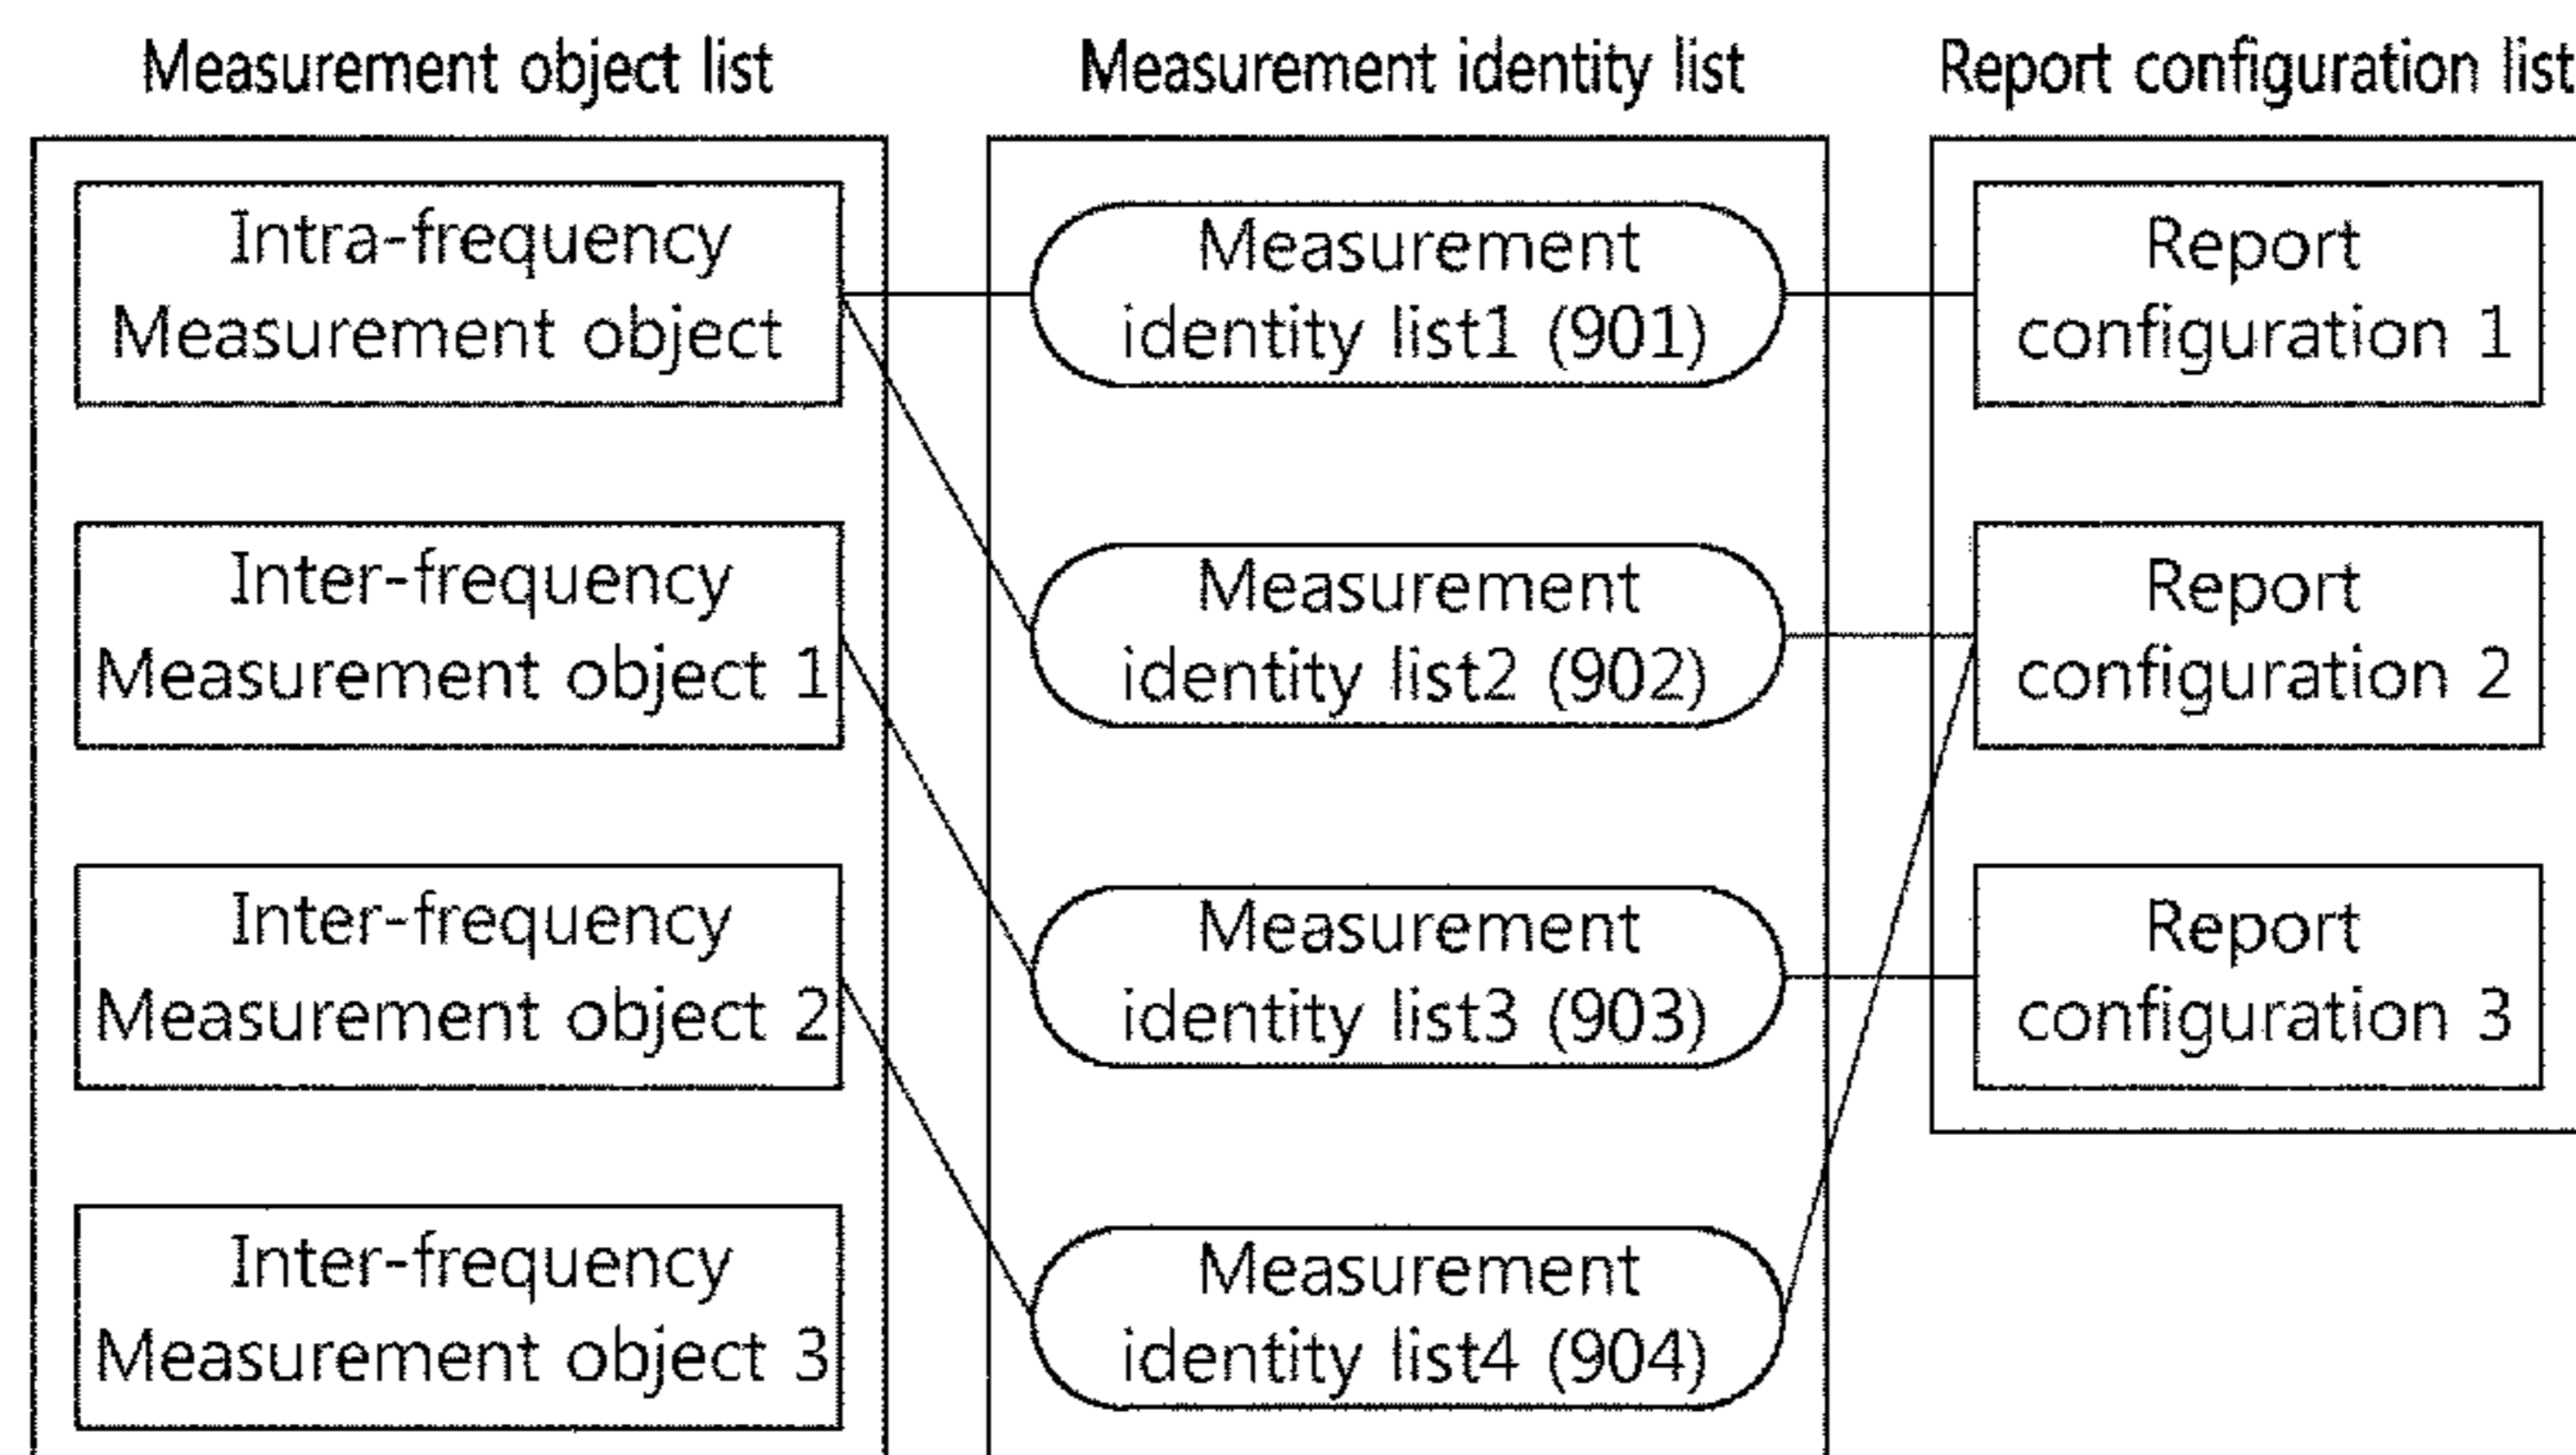 Measurement object list
Measurement identity list
Report configuration list
Intra-frequency
Measurement object
Measurement
identity list1 (901)
Report
configuration 1
Inter-frequency
Measurement object 1
Measurement
identity list2 (902)
Report
configuration 2
Inter-frequency
Measurement object 2
Measurement
identity list3 (903)
Report
configuration 3
Inter-frequency
Measurement object 3
Measurement
identity list4 (904)